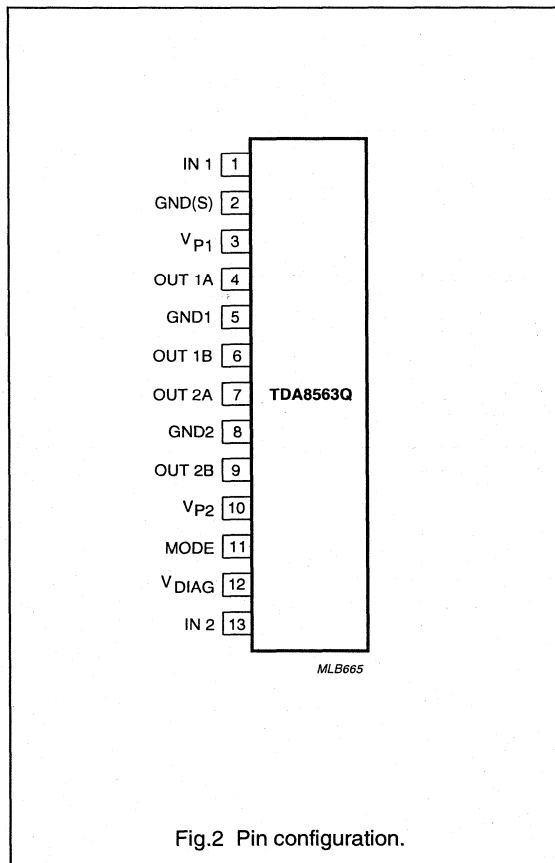 IN 1 1
GND(S) 2
VP1 3
OUT 1A 4
GND1 5
OUT 1B 6
OUT 2A 7 TDA8563Q
GND2 8
OUT 2B 9
VP2 10
MODE 11
VDIAG 12
IN 2 13
MLB665
Fig.2 Pin configuration.